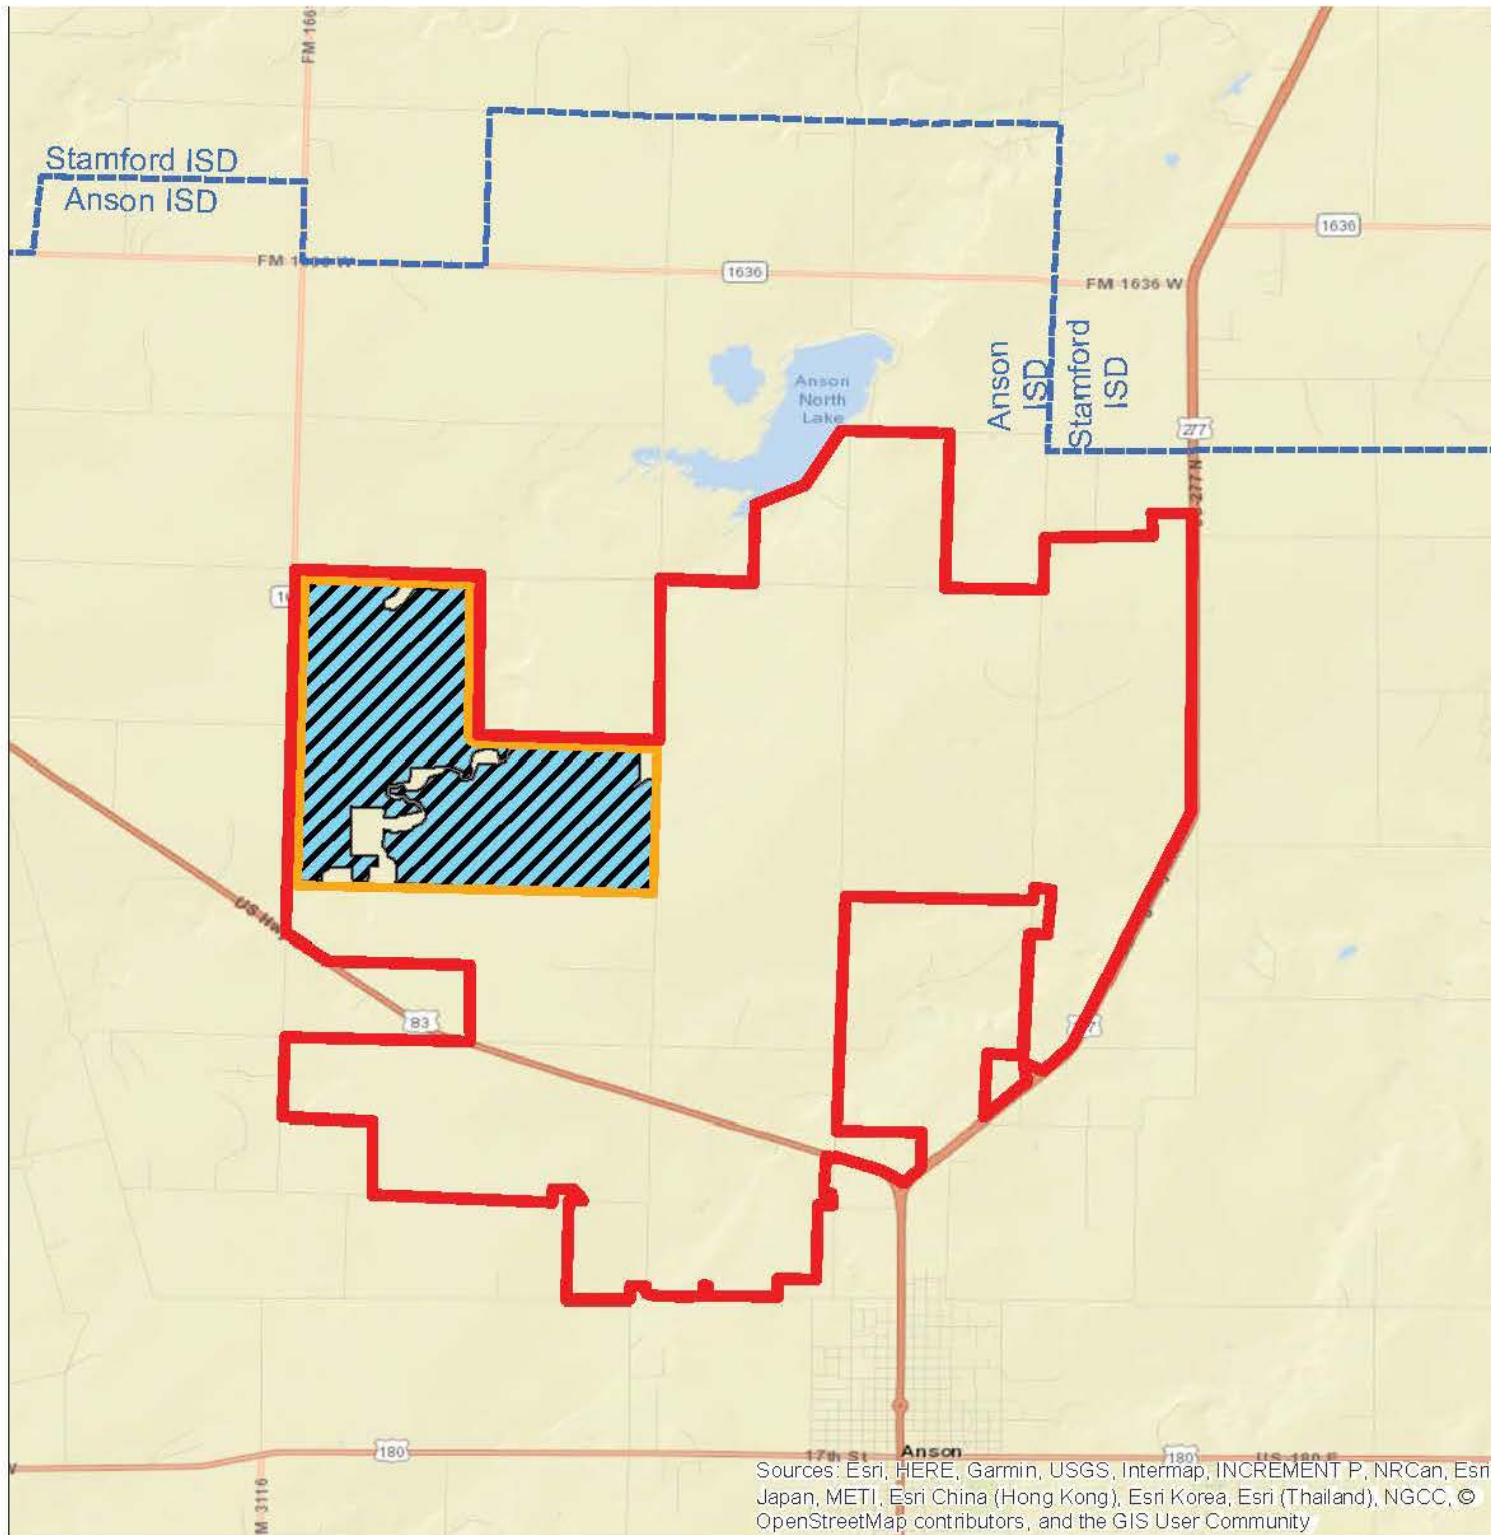 FM 166
Stamford ISD
Anson ISD
1636
FM
1636
FM 1636 W
Anson
North
Lake
Anson
ISD
Stamford
ISD
277
277 N
US Hwy
83
180
17th St
Anson
180
US 180 E
M 3116
Sources: Esri, HERE, Garmin, USGS, Intermap, INCREMENT P, NRCan, Esri
Japan, METI, Esri China (Hong Kong), Esri Korea, Esri (Thailand), NGCC, ©
OpenStreetMap contributors, and the GIS User Community